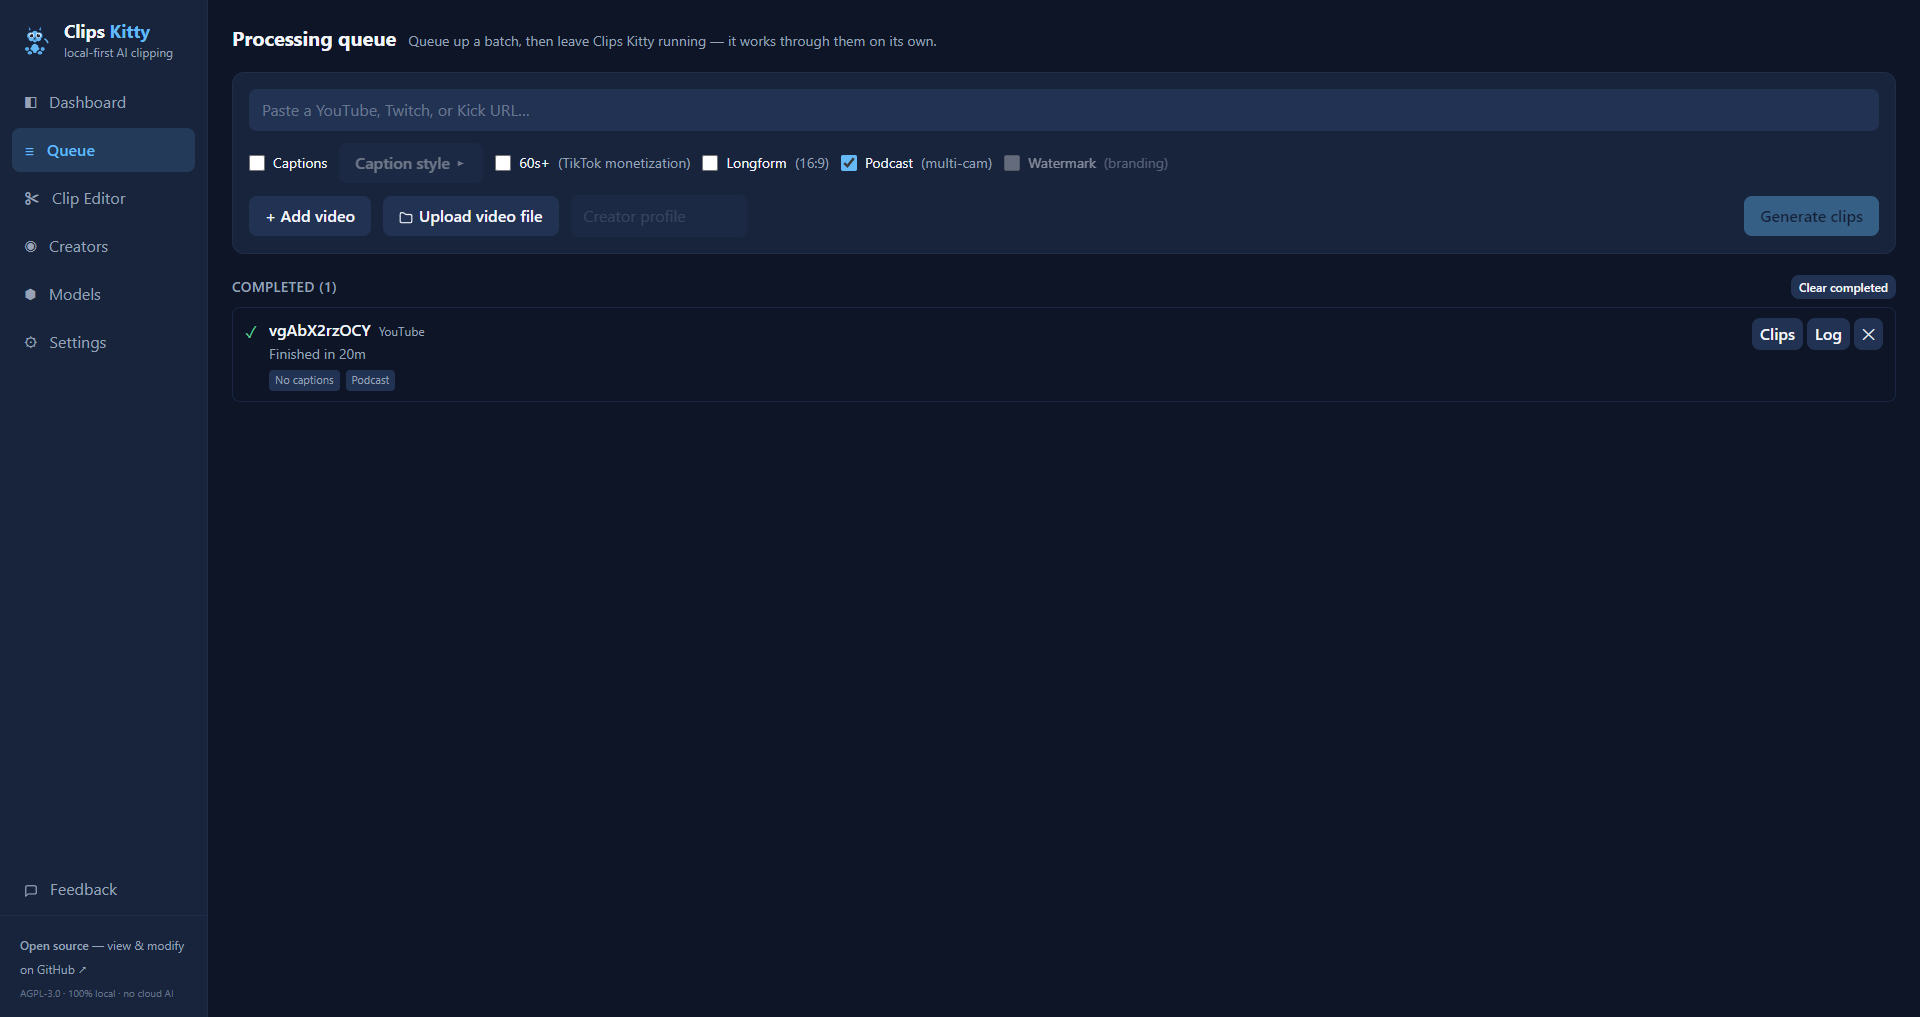 Clips Kitty
local-first AI clipping
Dashboard
Queue
Clip Editor
Creators
Models
Settings
Feedback
Open source — view & modify
on GitHub ↗
AGPL-3.0 · 100% local · no cloud AI
Processing queue Queue up a batch, then leave Clips Kitty running — it works through them on its own.
Paste a YouTube, Twitch, or Kick URL...
Captions Caption style ▸ 60s+ (TikTok monetization) Longform (16:9) Podcast (multi-cam) Watermark (branding)
+ Add video Upload video file Creator profile Generate clips
COMPLETED (1) Clear completed
✓ vgAbX2rzOCY YouTube Clips Log ✕
Finished in 20m
No captions Podcast